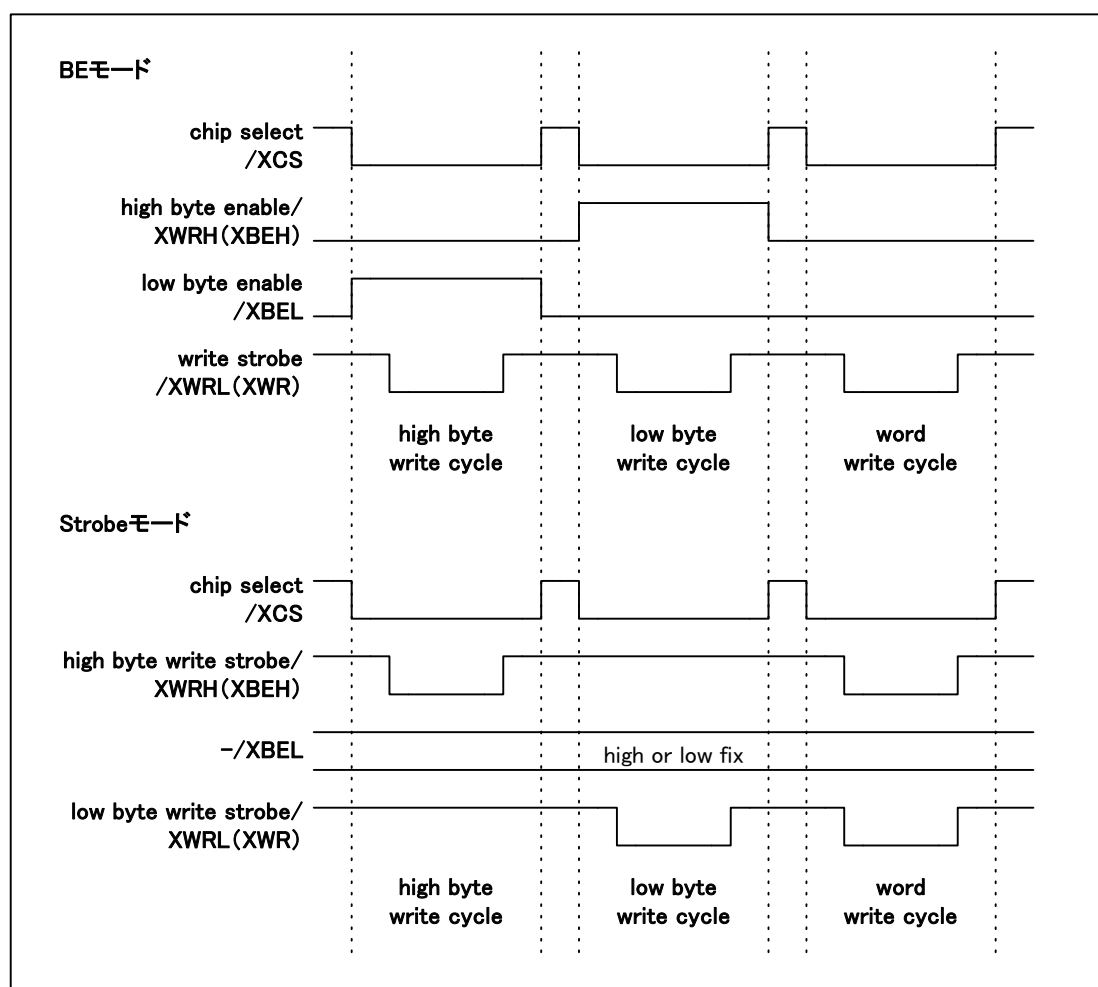 BEモード
chip select
/XCS
high byte enable/
XWRH(XBEH)
low byte enable
/XBEL
write strobe
/XWRL(XWR)
high byte
write cycle
low byte
write cycle
word
write cycle
Strobeモード
chip select
/XCS
high byte write strobe/
XWRH(XBEH)
-/XBEL
high or low fix
low byte write strobe/
XWRL(XWR)
high byte
write cycle
low byte
write cycle
word
write cycle